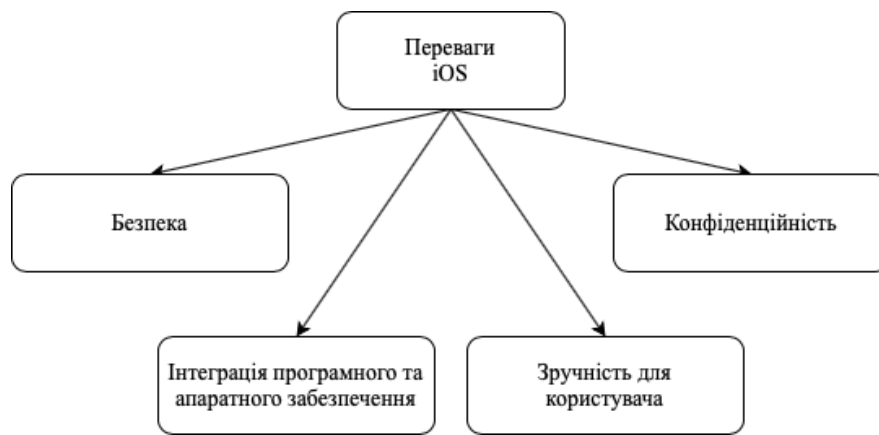 Переваги
iOS
Безпека
Конфіденційність
Інтеграція програмного та
апаратного забезпечення
Зручність для
користувача